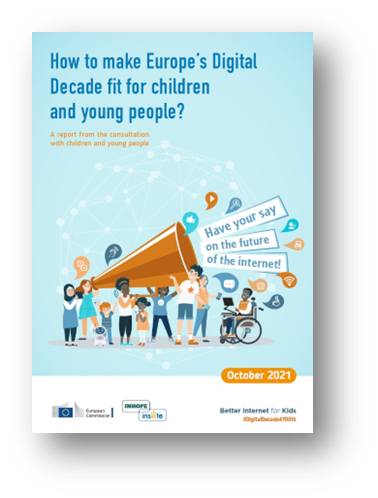 How to make Europe's Digital
Decade fit for children
and young people?
A report from the consultation
with children and young people
Have your say
on the future
of the internet!
October 2021
European
Commission
INHOPE
insafe
Better Internet for Kids
#DigitalDecade4YOUth